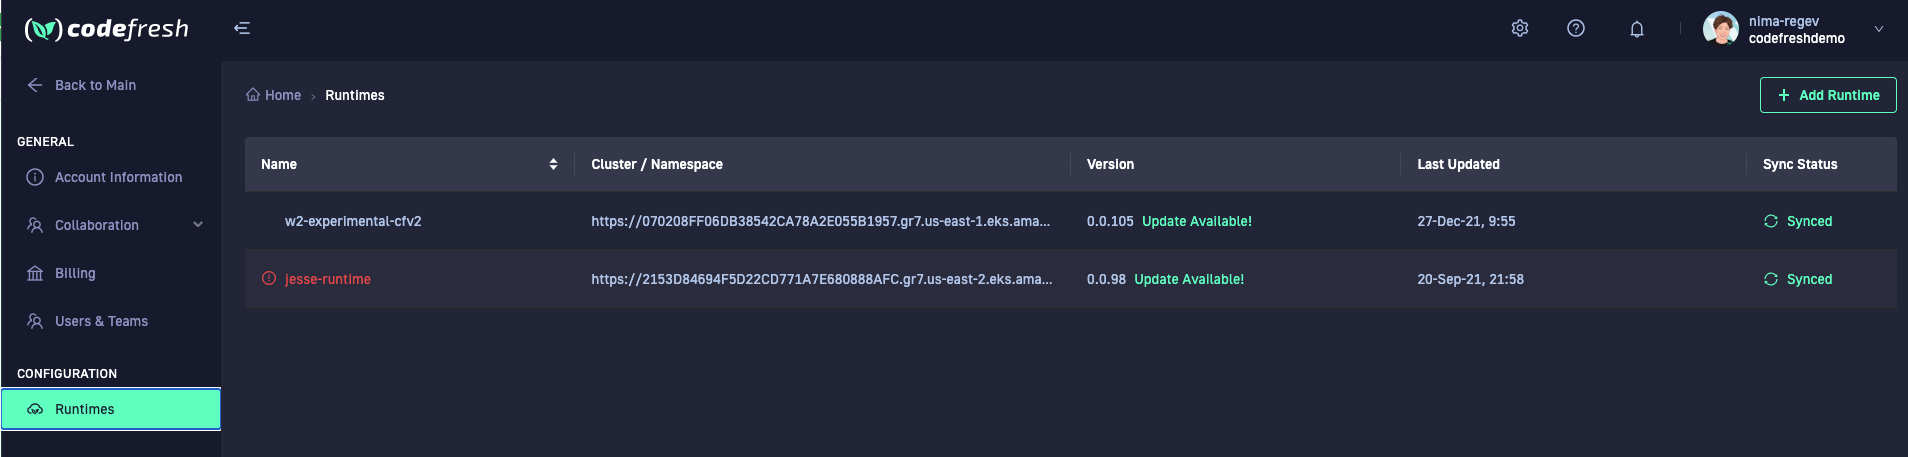 codefresh
nima-regev
codefreshdemo
Back to Main
Home › Runtimes
+ Add Runtime
GENERAL
Account Information
Collaboration
Billing
Users & Teams
CONFIGURATION
Runtimes
Name Cluster / Namespace Version Last Updated Sync Status
w2-experimental-cfv2 https://070208FF06DB38542CA78A2E055B1957.gr7.us-east-1.eks.ama... 0.0.105 Update Available! 27-Dec-21, 9:55 Synced
jesse-runtime https://2153D84694F5D22CD771A7E680888AFC.gr7.us-east-2.eks.ama... 0.0.98 Update Available! 20-Sep-21, 21:58 Synced